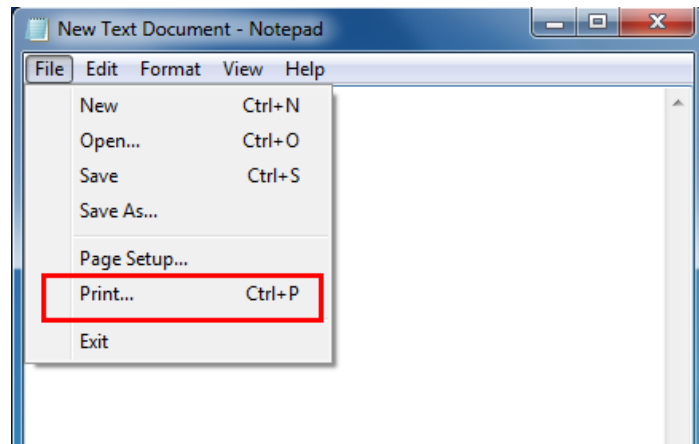 New Text Document - Notepad
File Edit Format View Help
New Ctrl+N
Open... Ctrl+O
Save Ctrl+S
Save As...
Page Setup...
Print... Ctrl+P
Exit